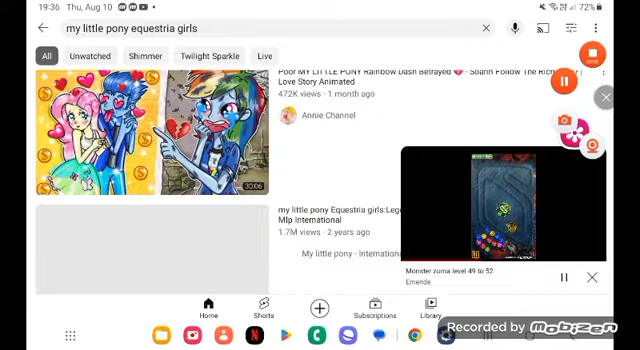 19:36 Thu, Aug 10
72%
my little pony equestria girls
All
Unwatched
Shimmer
Twilight Sparkle
Live
Poor MY LITTLE PONY Rainbow Dash Betrayed
Love Story Animated
472K views · 1 month ago
Annie Channel
30:06
my little pony Equestria girls:Lege
Mlp International
1.7M views · 2 years ago
My little pony - Internationa
Monster zuma level 49 to 52
Emende
Home
Shorts
Subscriptions
Library
Recorded by Mobizen